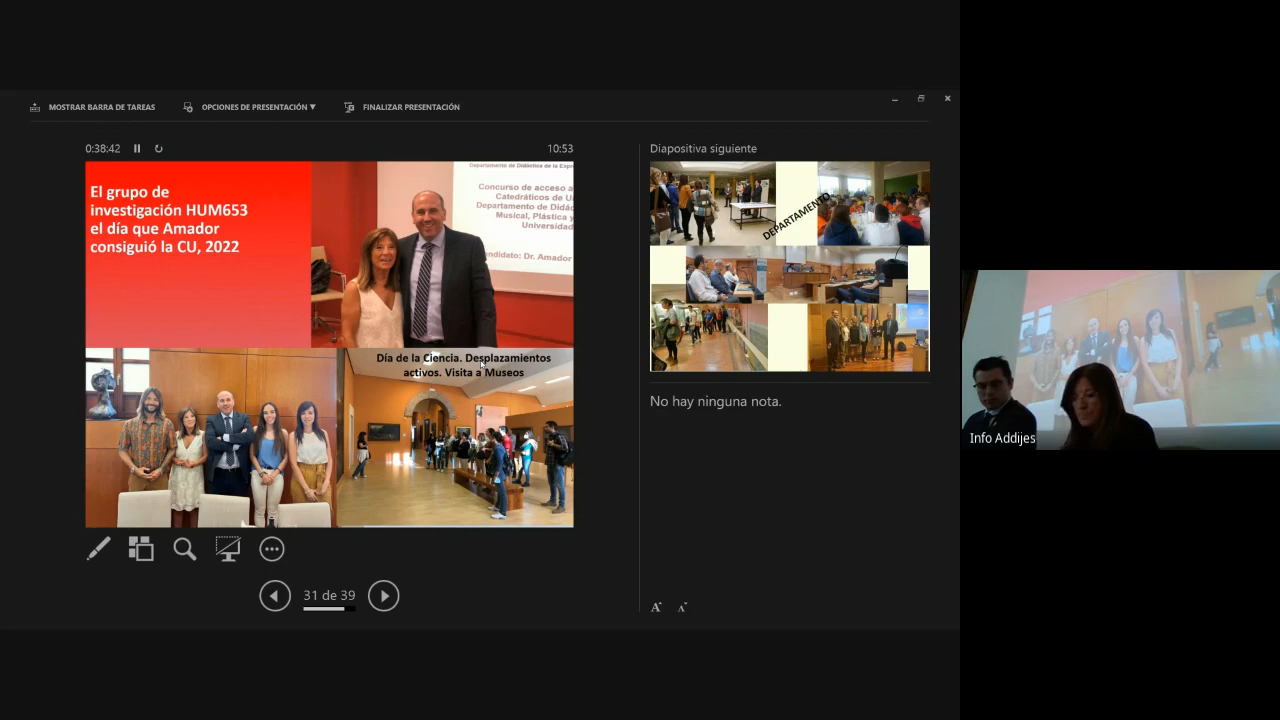 MOSTRAR BARRA DE TAREAS
OPCIONES DE PRESENTACIÓN ▼
FINALIZAR PRESENTACIÓN
0:38:42
10:53
El grupo de
investigación HUM653
el día que Amador
consiguió la CU, 2022
Departamento de Didáctica de la Expre
Concurso de acceso a
Catedráticos de U
Departamento de Didác
Musical, Plástica y
Universidad
ndidato: Dr. Amador
Día de la Ciencia. Desplazamientos
activos. Visita a Museos
31 de 39
Diapositiva siguiente
DEPARTAMENTO
No hay ninguna nota.
A A
Info Addijes